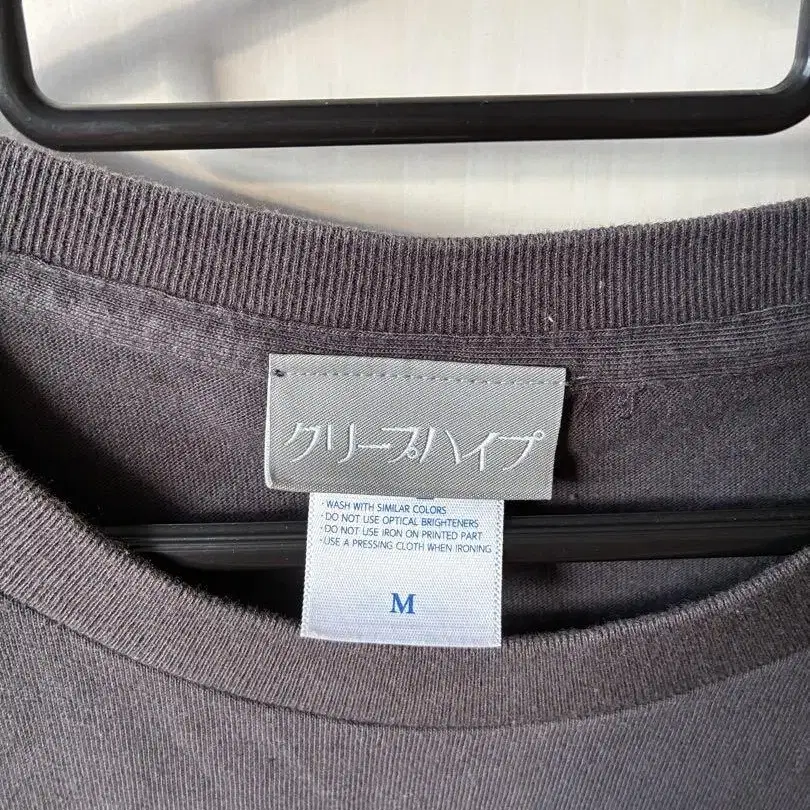 クリープハイプ
・WASH WITH SIMILAR COLORS
・DO NOT USE OPTICAL BRIGHTENERS
・DO NOT USE IRON ON PRINTED PART
・USE A PRESSING CLOTH WHEN IRONING
M